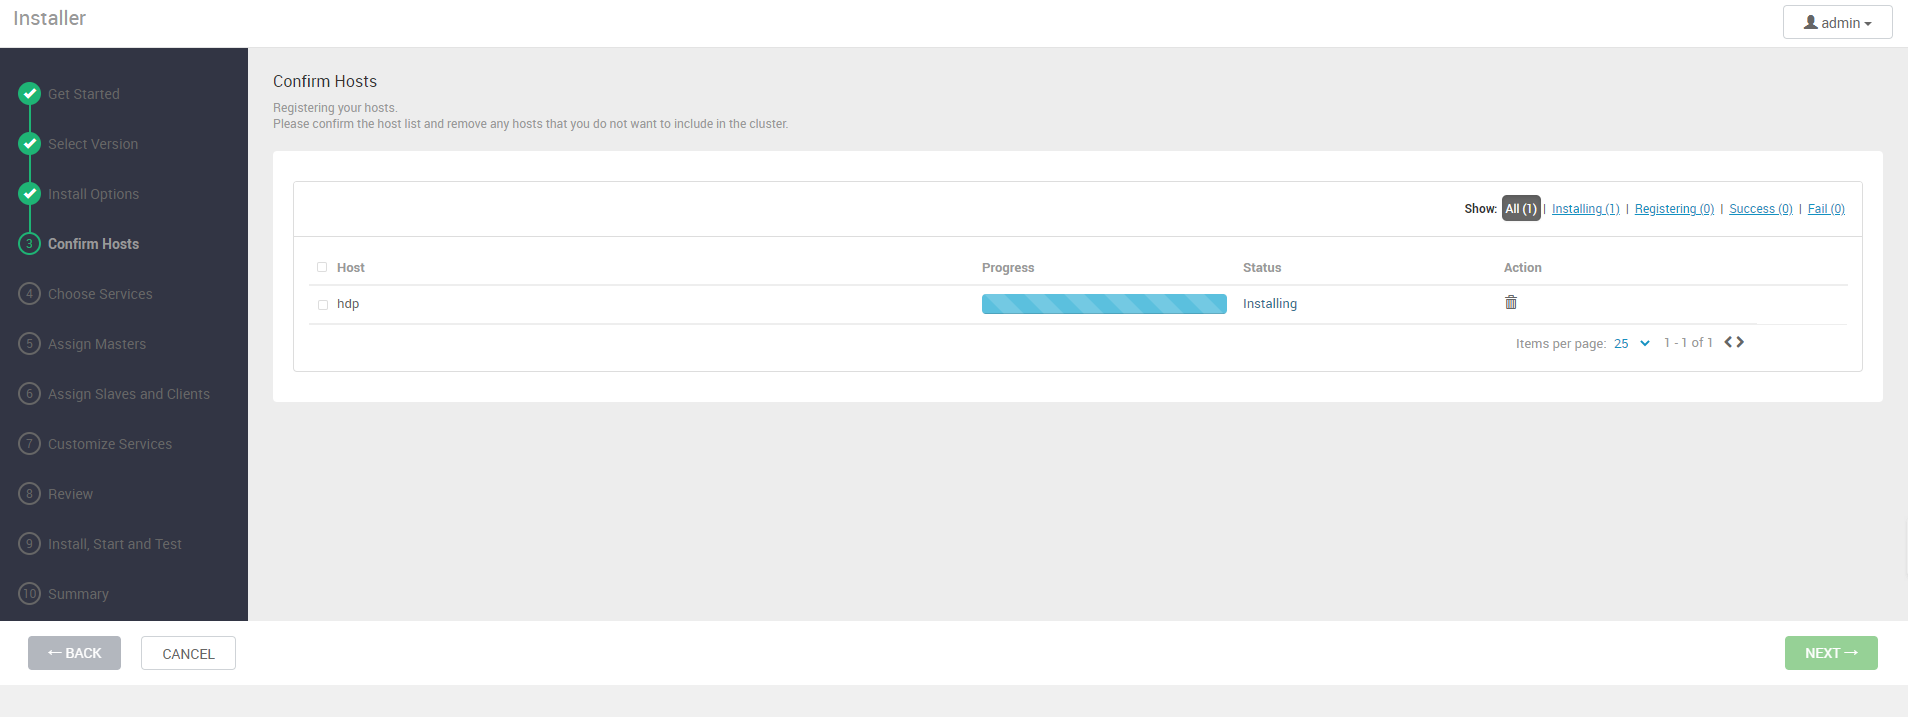 Installer
admin
Get Started
Select Version
Install Options
3 Confirm Hosts
4 Choose Services
5 Assign Masters
6 Assign Slaves and Clients
7 Customize Services
8 Review
9 Install, Start and Test
10 Summary
Confirm Hosts
Registering your hosts.
Please confirm the host list and remove any hosts that you do not want to include in the cluster.
Show: All (1) | Installing (1) | Registering (0) | Success (0) | Fail (0)
Host Progress Status Action
hdp Installing
Items per page: 25 1 - 1 of 1
← BACK CANCEL NEXT →